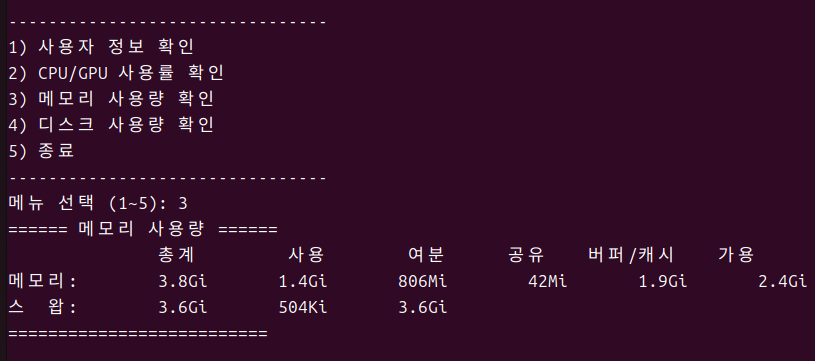 --------------------------------
1) 사용자 정보 확인
2) CPU/GPU 사용률 확인
3) 메모리 사용량 확인
4) 디스크 사용량 확인
5) 종료
--------------------------------
메뉴 선택 (1~5): 3
====== 메모리 사용량 ======
총계 사용 여분 공유 버퍼/캐시 가용
메모리: 3.8Gi 1.4Gi 806Mi 42Mi 1.9Gi 2.4Gi
스 왑: 3.6Gi 504Ki 3.6Gi
==========================